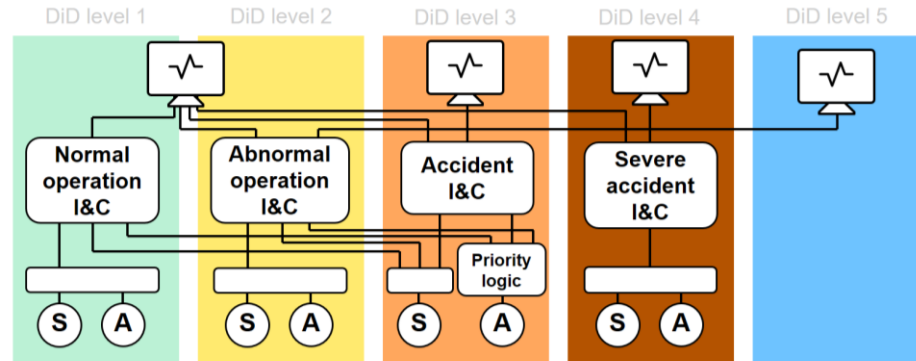 DiD level 1
DiD level 2
DiD level 3
DiD level 4
DiD level 5
Normal
operation
I&C
Abnormal
operation
I&C
Accident
I&C
Severe
accident
I&C
Priority
logic
S
A
S
A
S
A
S
A